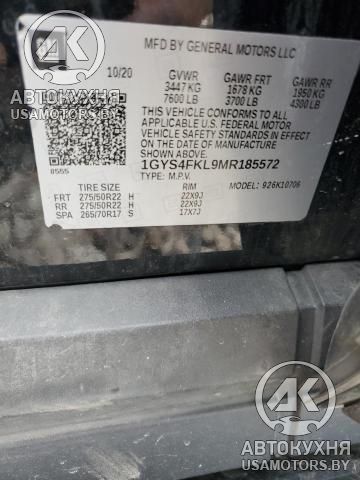 MFD BY GENERAL MOTORS LLC
10/20 GVWR GAWR FRT GAWR RR
3447 KG 1678 KG 1950 KG
7600 LB 3700 LB 4300 LB
THIS VEHICLE CONFORMS TO ALL
APPLICABLE U.S. FEDERAL MOTOR
VEHICLE SAFETY STANDARDS IN EFFECT
ON THE DATE OF MANUFACTURE
SHOWN ABOVE.
1GYS4FKL9MR185572
8555
TYPE: M.P.V. MODEL: 926K10706
TIRE SIZE RIM
FRT 275/50R22 H 22X9J
RR 275/50R22 H 22X9J
SPA 265/70R17 S 17X7J
АК
АВТОКУХНЯ
USAMOTORS.BY
АК
АВТОКУХНЯ
USAMOTORS.BY